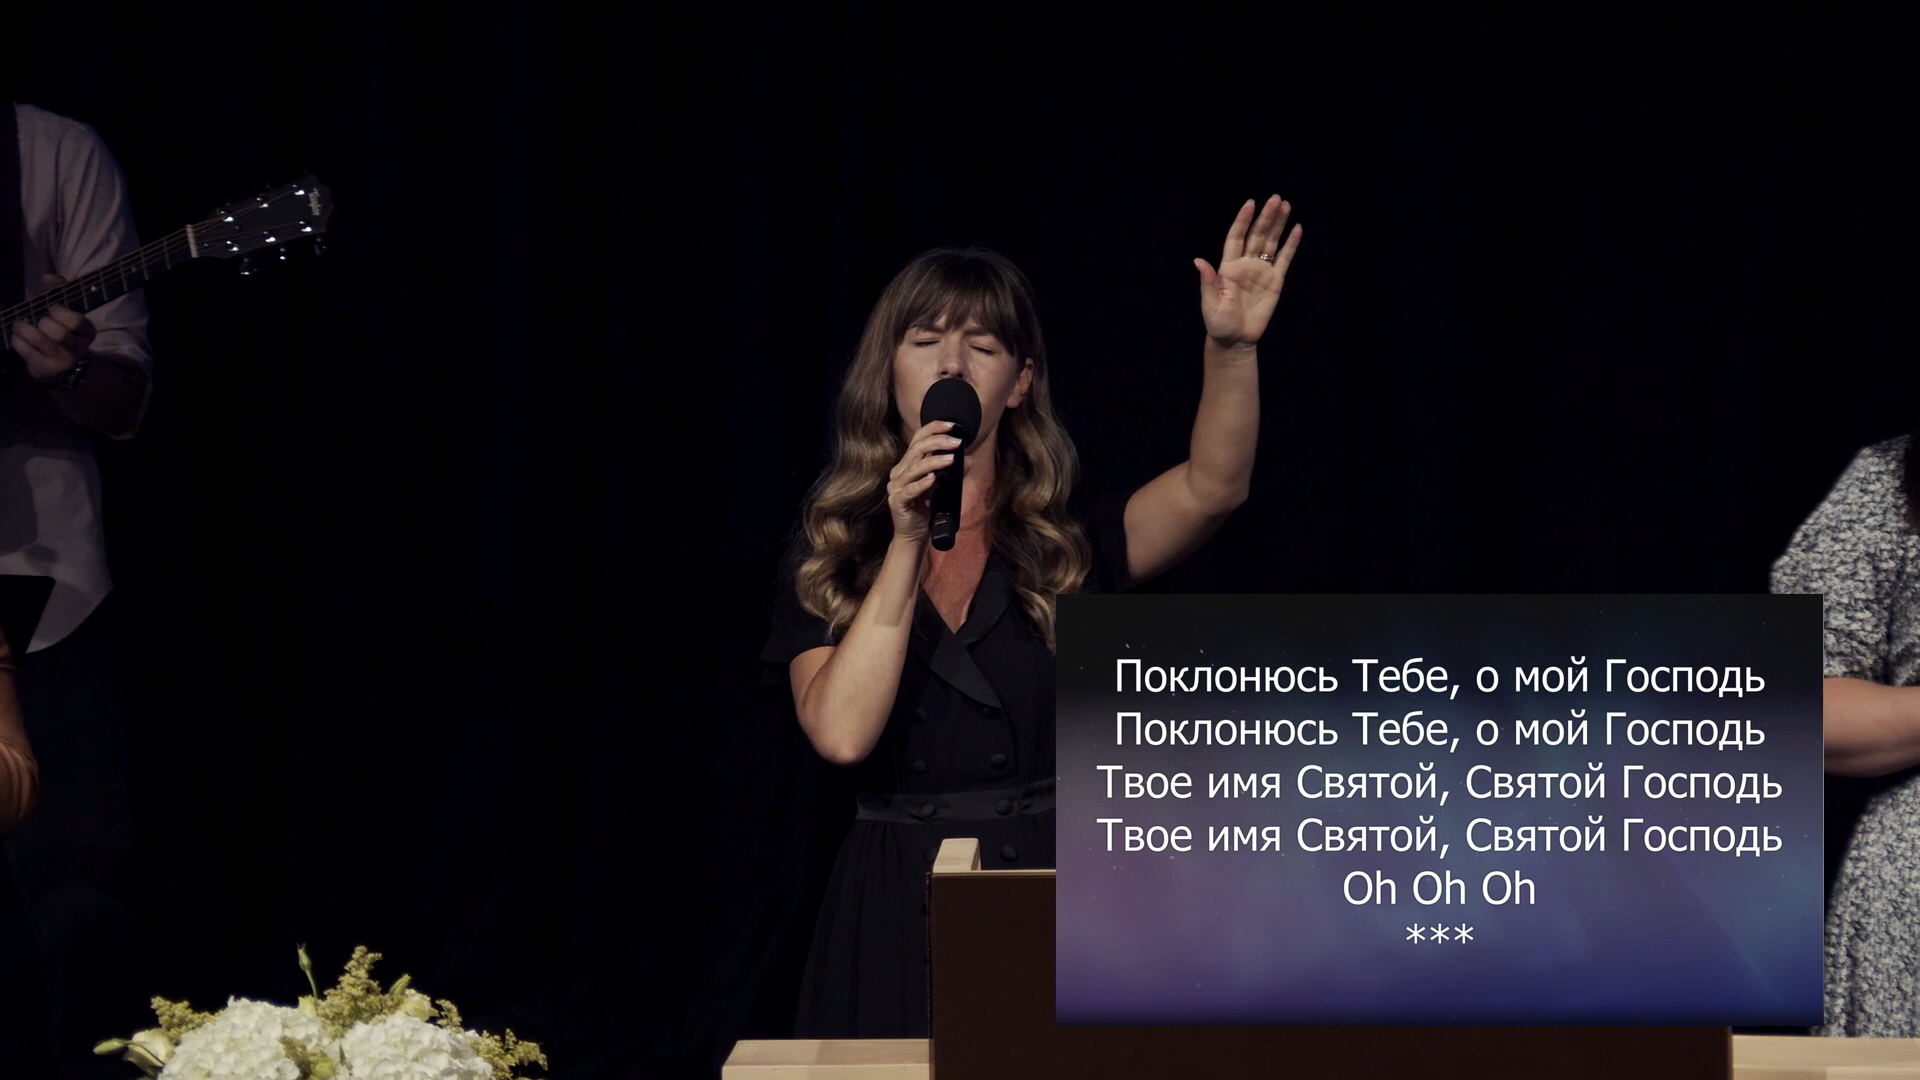 Taylor
Поклонюсь Тебе, о мой Господь
Поклонюсь Тебе, о мой Господь
Твое имя Святой, Святой Господь
Твое имя Святой, Святой Господь
Oh Oh Oh
***